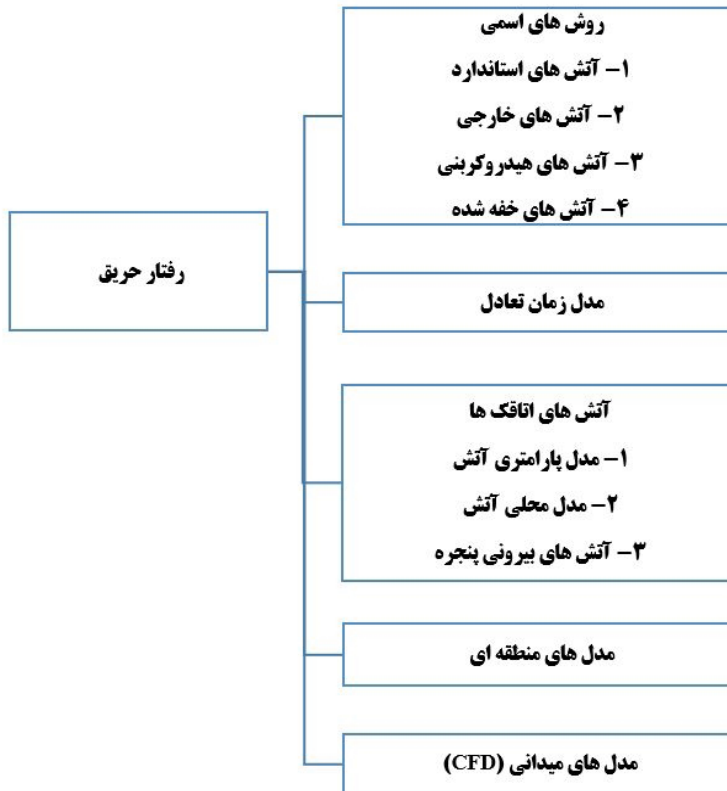 روش های اسمی
۱- آتش های استاندارد
۲- آتش های خارجی
۳- آتش های هیدروکربنی
۴- آتش های خفه شده
رفتار حریق
مدل زمان تعادل
آتش های اتاقک ها
۱- مدل پارامتری آتش
۲- مدل محلی آتش
۳- آتش های بیرونی پنجره
مدل های منطقه ای
مدل های میدانی (CFD)